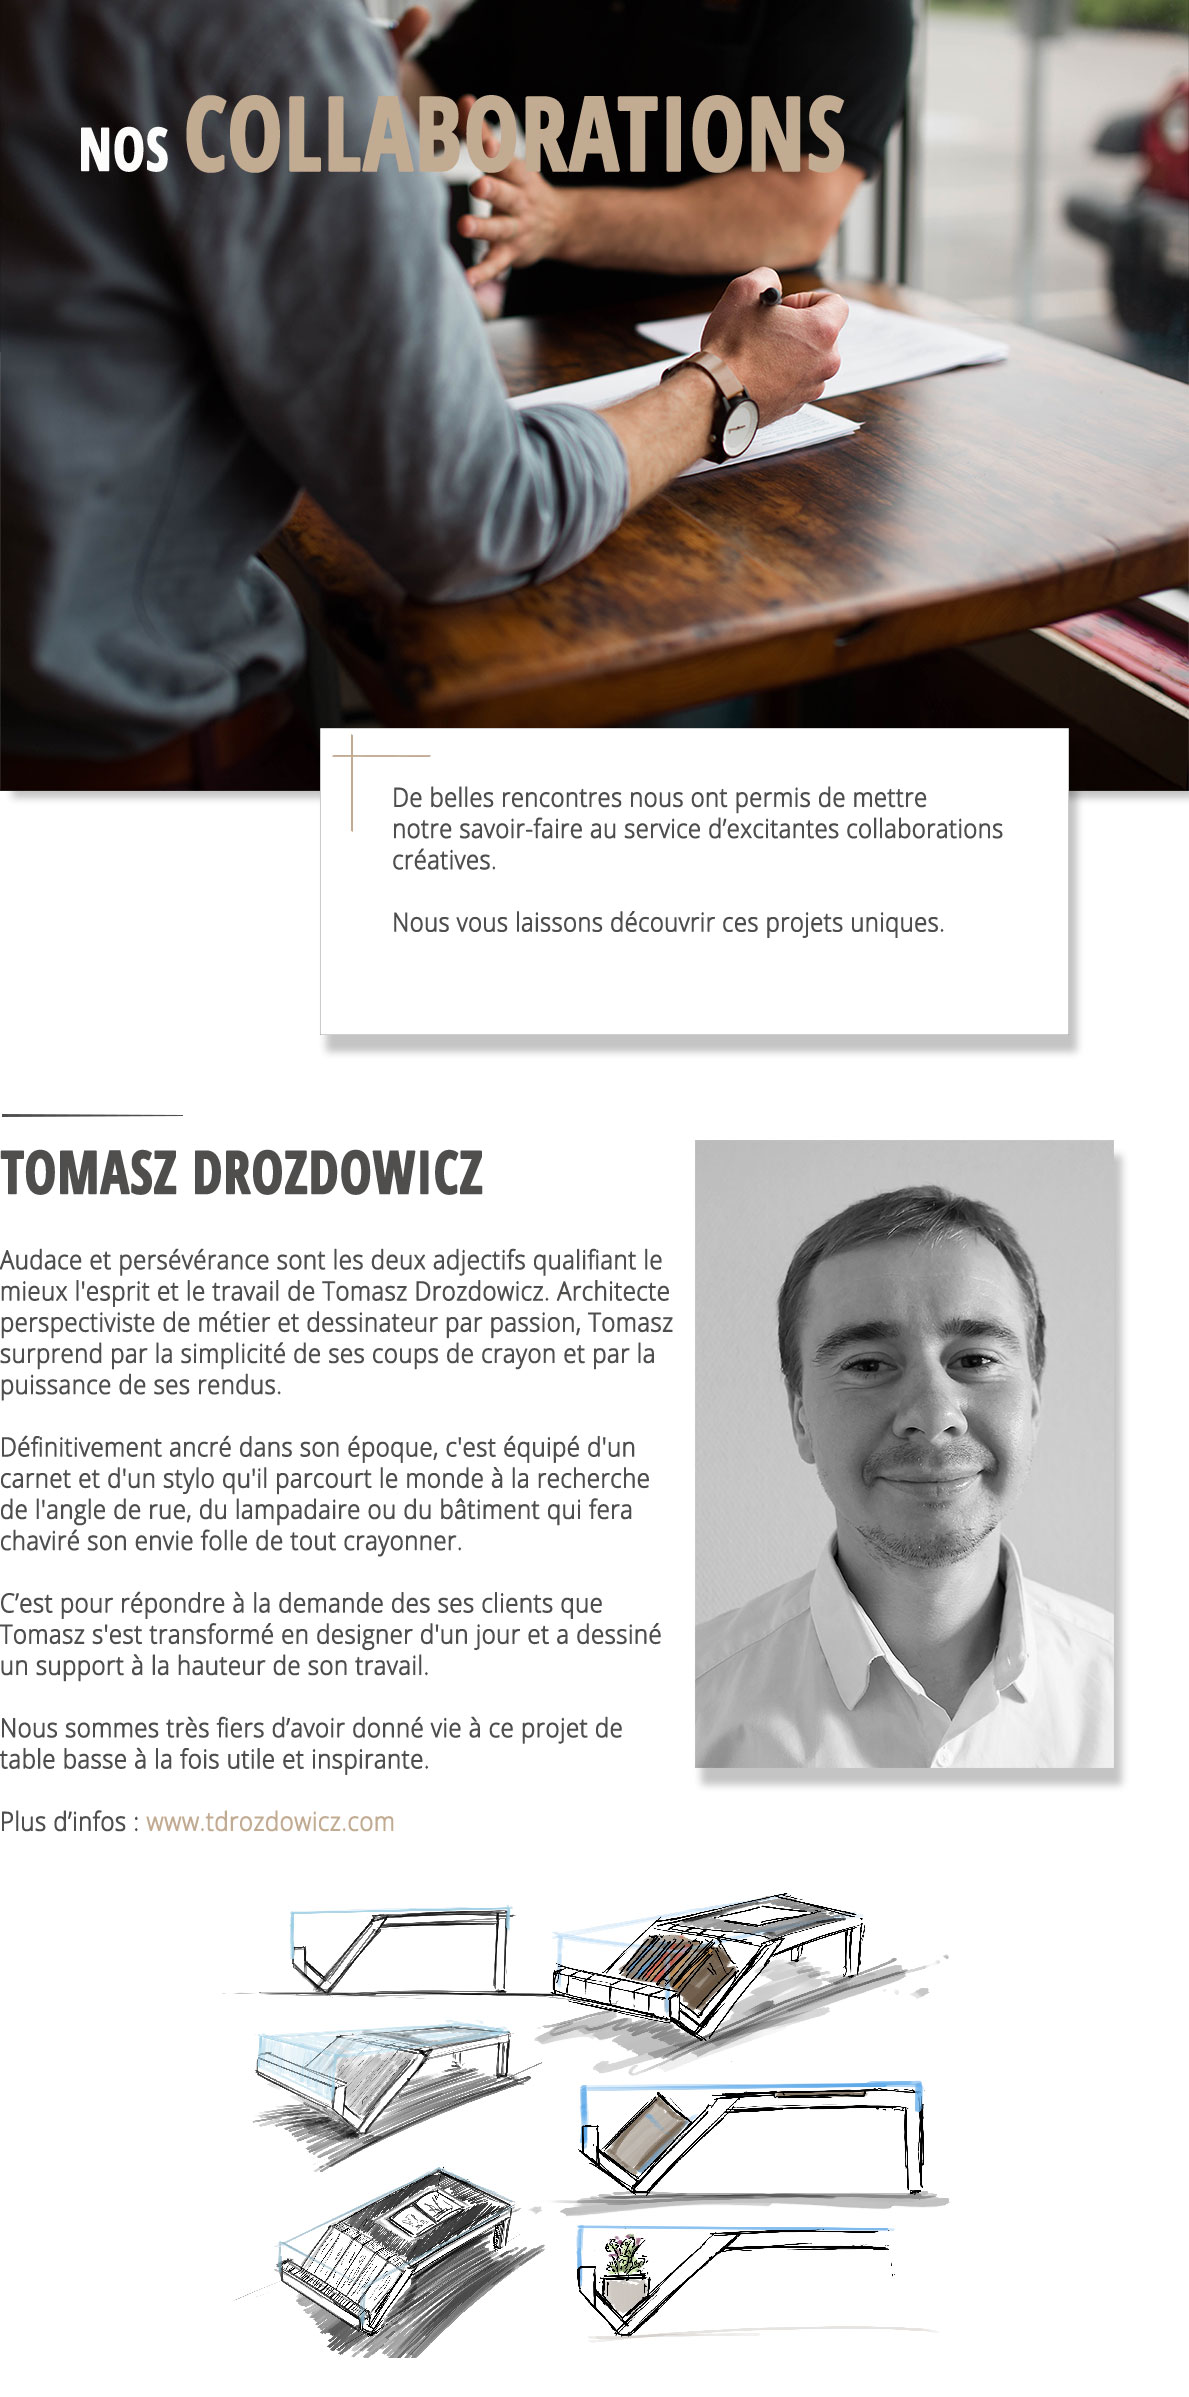 NOS COLLABORATIONS
De belles rencontres nous ont permis de mettre
notre savoir-faire au service d’excitantes collaborations
créatives.
Nous vous laissons découvrir ces projets uniques.
TOMASZ DROZDOWICZ
Audace et persévérance sont les deux adjectifs qualifiant le
mieux l'esprit et le travail de Tomasz Drozdowicz. Architecte
perspectiviste de métier et dessinateur par passion, Tomasz
surprend par la simplicité de ses coups de crayon et par la
puissance de ses rendus.
Définitivement ancré dans son époque, c'est équipé d'un
carnet et d'un stylo qu'il parcourt le monde à la recherche
de l'angle de rue, du lampadaire ou du bâtiment qui fera
chaviré son envie folle de tout crayonner.
C’est pour répondre à la demande des ses clients que
Tomasz s'est transformé en designer d'un jour et a dessiné
un support à la hauteur de son travail.
Nous sommes très fiers d’avoir donné vie à ce projet de
table basse à la fois utile et inspirante.
Plus d’infos : www.tdrozdowicz.com